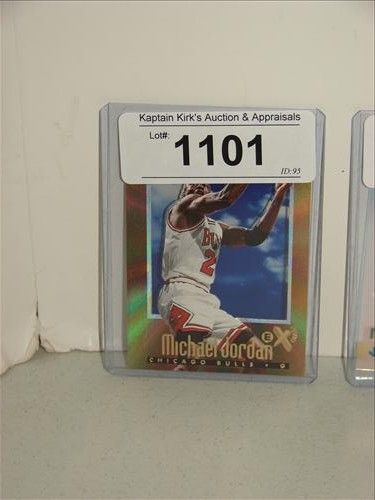 Kaptain Kirk's Auction & Appraisals
Lot#:
1101
ID: 95
Michael Jordan
CHICAGO BULLS • G